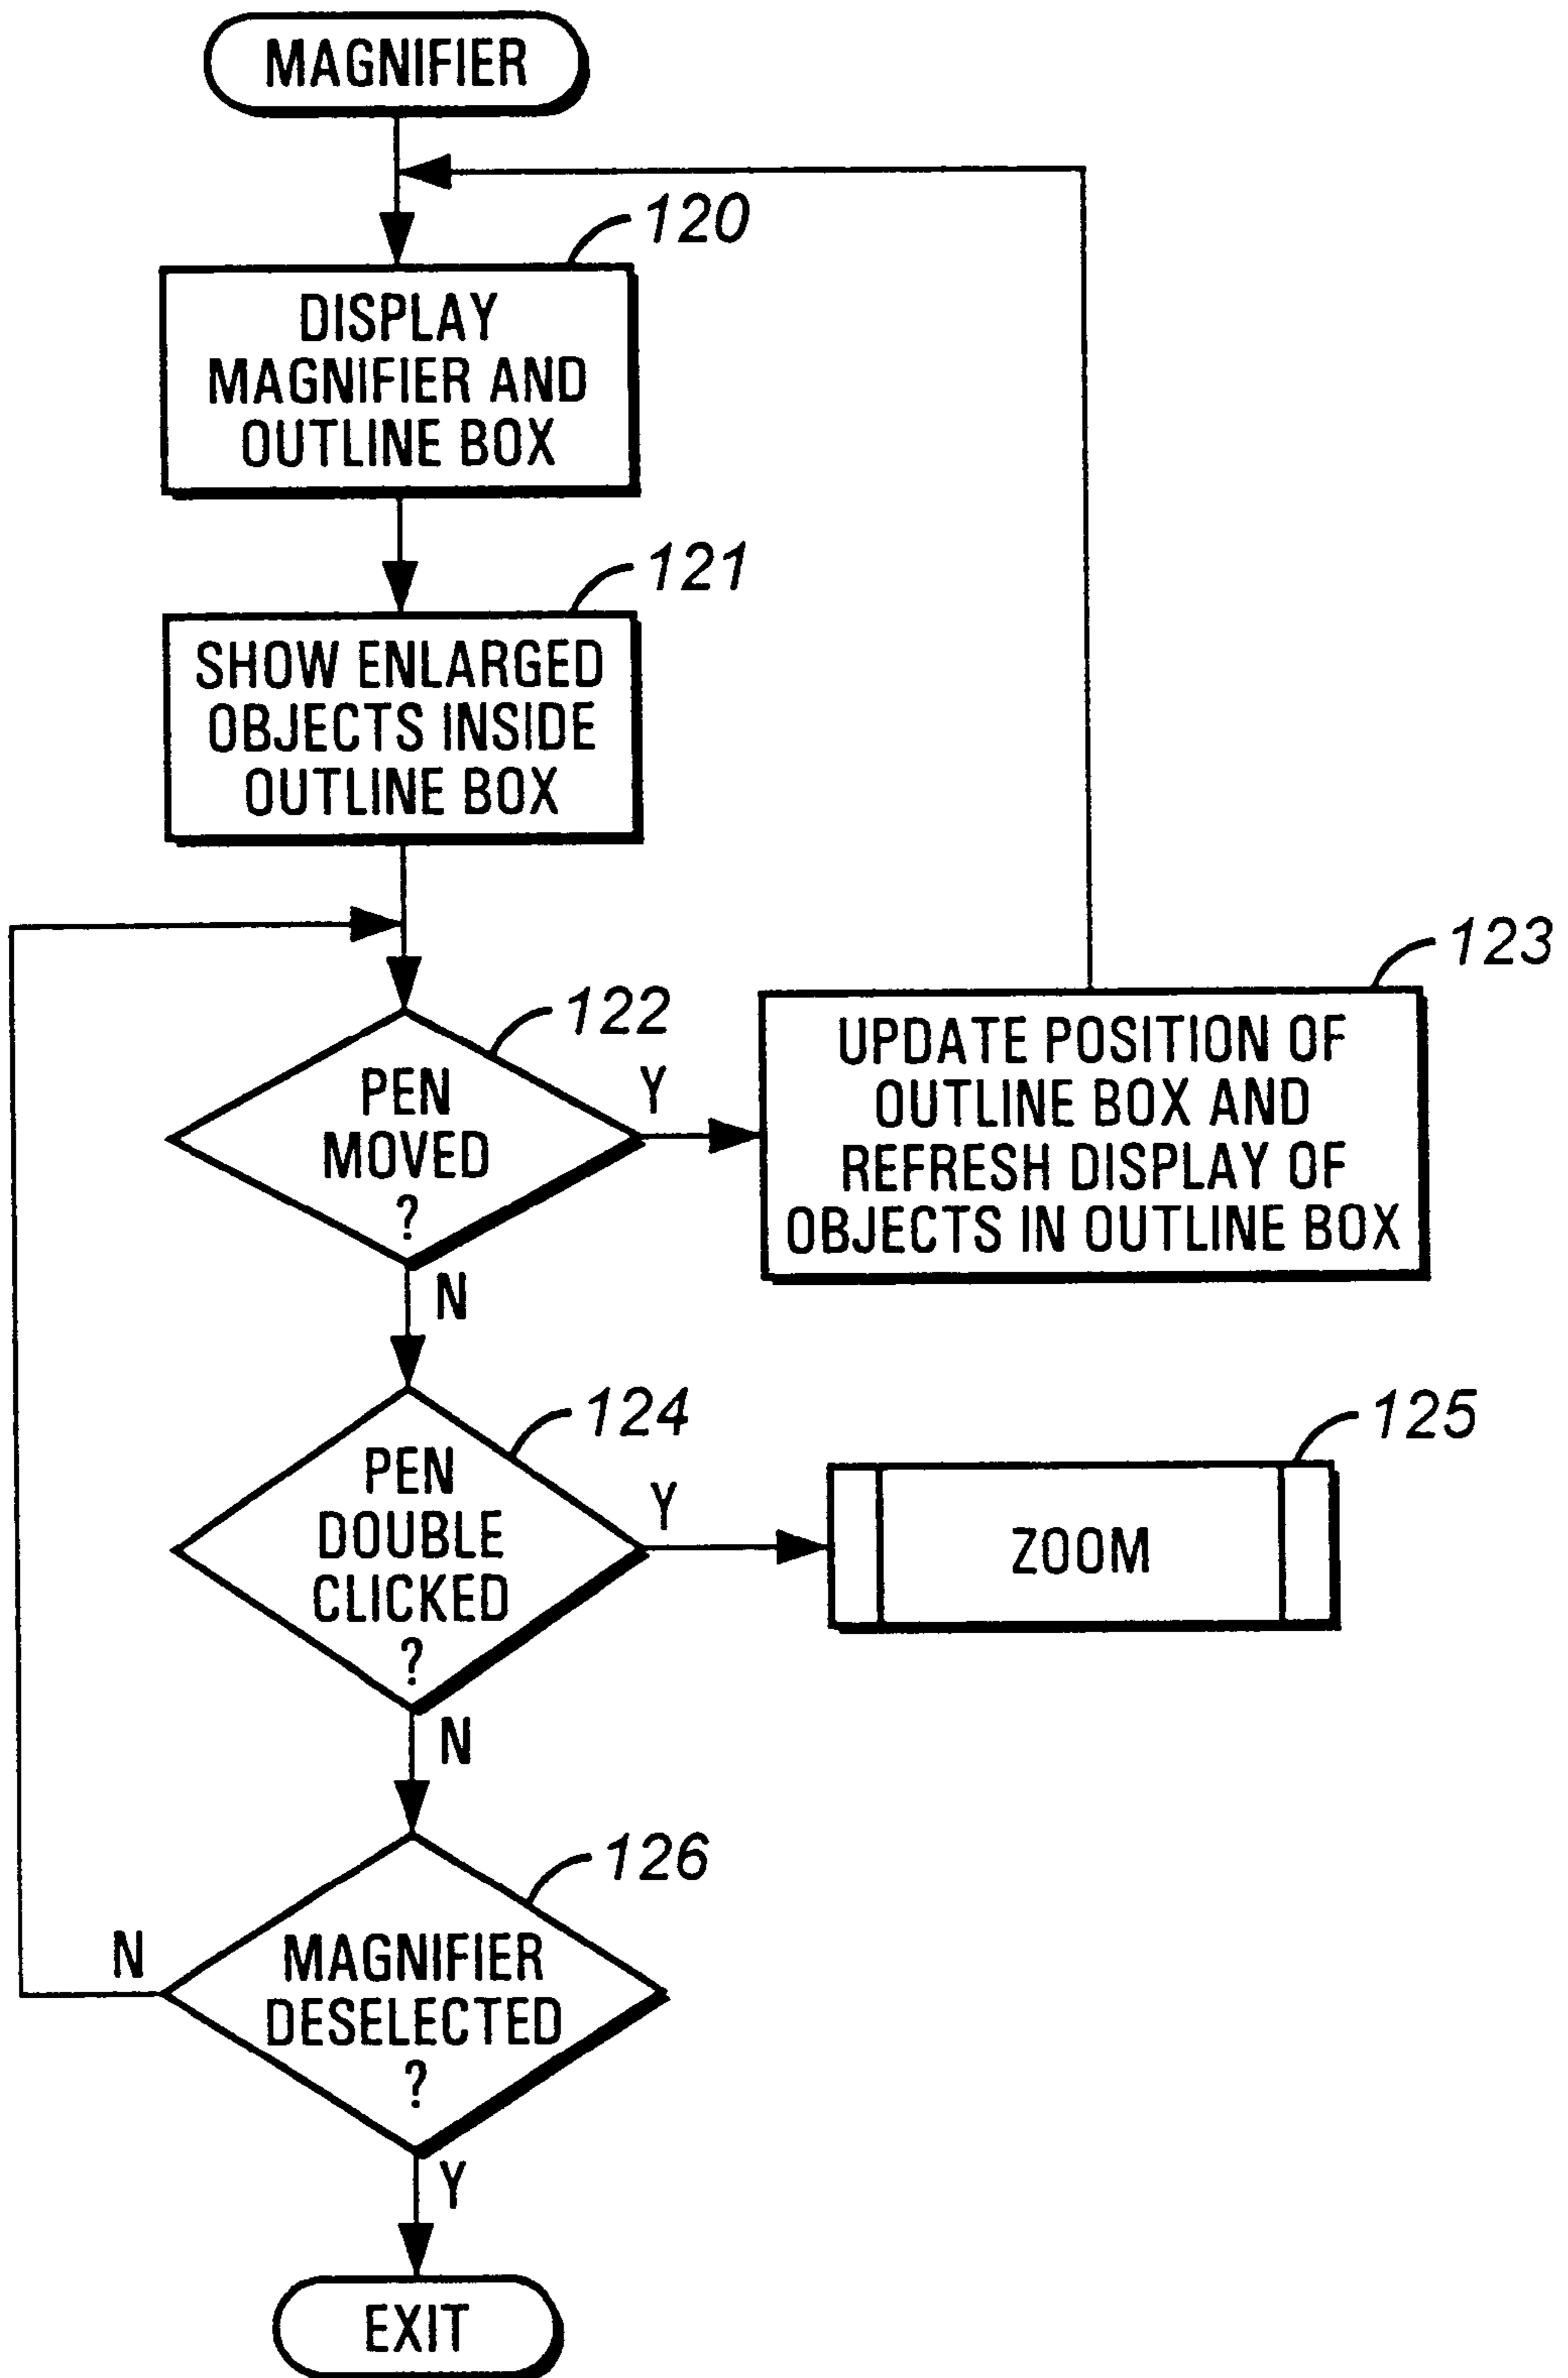 MAGNIFIER
120
DISPLAY
MAGNIFIER AND
OUTLINE BOX
121
SHOW ENLARGED
OBJECTS INSIDE
OUTLINE BOX
122
PEN
MOVED
?
Y
N
123
UPDATE POSITION OF
OUTLINE BOX AND
REFRESH DISPLAY OF
OBJECTS IN OUTLINE BOX
124
PEN
DOUBLE
CLICKED
?
Y
N
125
ZOOM
126
MAGNIFIER
DESELECTED
?
N
Y
EXIT